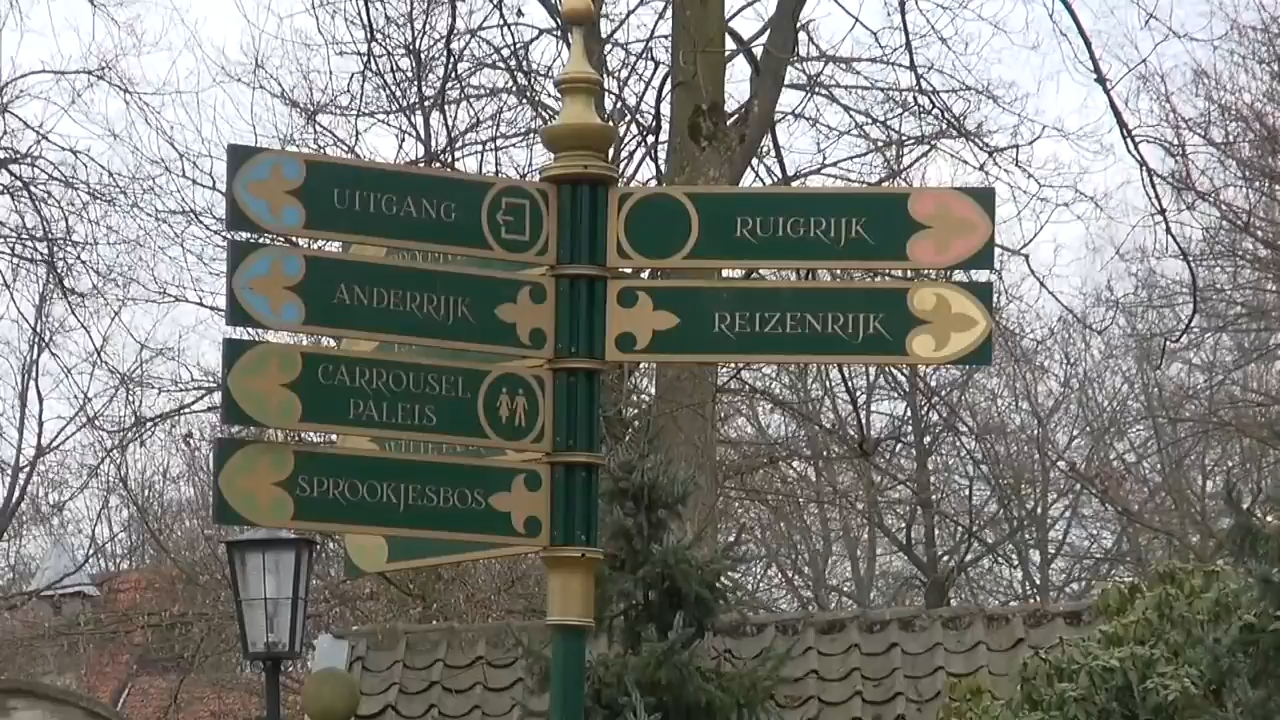 UITGANG
ANDERRIJK
CARROUSEL
PALEIS
SPROOKJESBOS
RUIGRIJK
REIZENRIJK